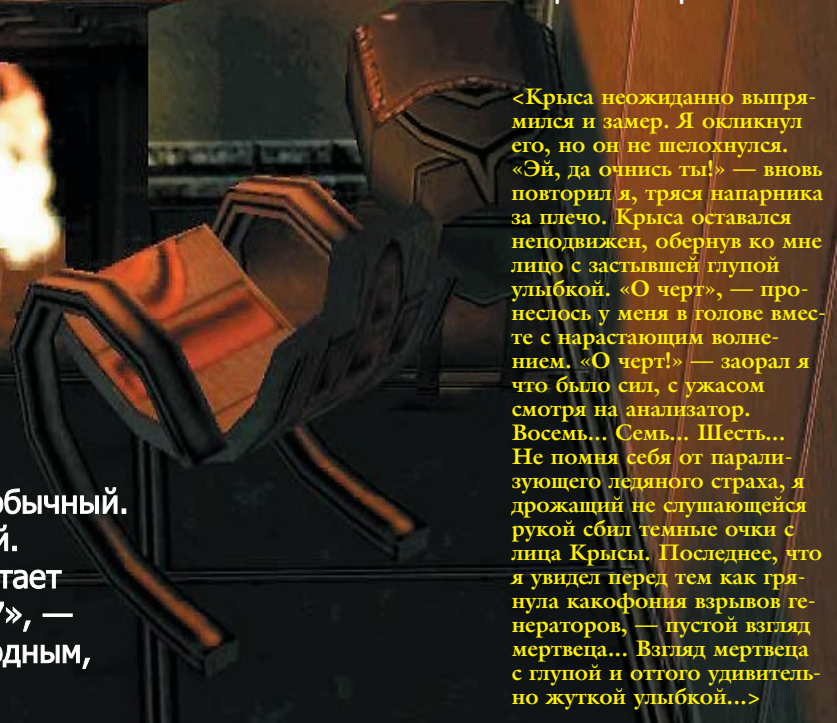 обычный.
й.
тает
?», —
одным,
<Крыса неожиданно выпря-
мился и замер. Я окликнул
его, но он не шелохнулся.
«Эй, да очнись ты!» — вновь
повторил я, тряся напарника
за плечо. Крыса оставался
неподвижен, обернув ко мне
лицо с застывшей глупой
улыбкой. «О черт», — про-
неслось у меня в голове вмес-
те с нарастающим волне-
нием. «О черт!» — заорал я
что было сил, с ужасом
смотря на анализатор.
Восемь... Семь... Шесть...
Не помня себя от парали-
зующего ледяного страха, я
дрожащий не слушающейся
рукой сбил темные очки с
лица Крысы. Последнее, что
я увидел перед тем как гря-
нула какофония взрывов ге-
нераторов, — пустой взгляд
мертвеца... Взгляд мертвеца
с глупой и оттого удивитель-
но жуткой улыбкой...>